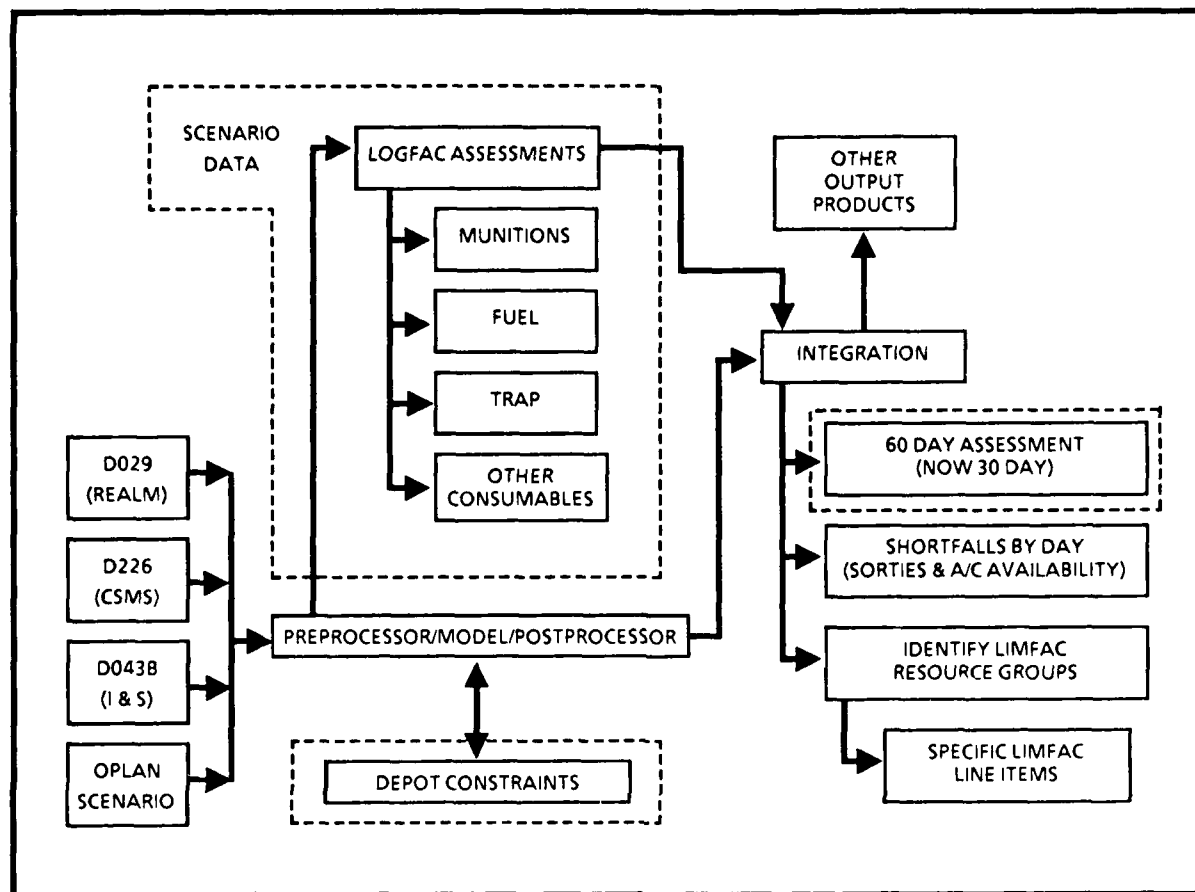 SCENARIO
DATA
LOGFAC ASSESSMENTS
MUNITIONS
FUEL
TRAP
OTHER
CONSUMABLES
OTHER
OUTPUT
PRODUCTS
INTEGRATION
60 DAY ASSESSMENT
(NOW 30 DAY)
SHORTFALLS BY DAY
(SORTIES & A/C AVAILABILITY)
IDENTIFY LIMFAC
RESOURCE GROUPS
SPECIFIC LIMFAC
LINE ITEMS
D029
(REALM)
D226
(CSMS)
D043B
(I & S)
OPLAN
SCENARIO
PREPROCESSOR/MODEL/POSTPROCESSOR
DEPOT CONSTRAINTS